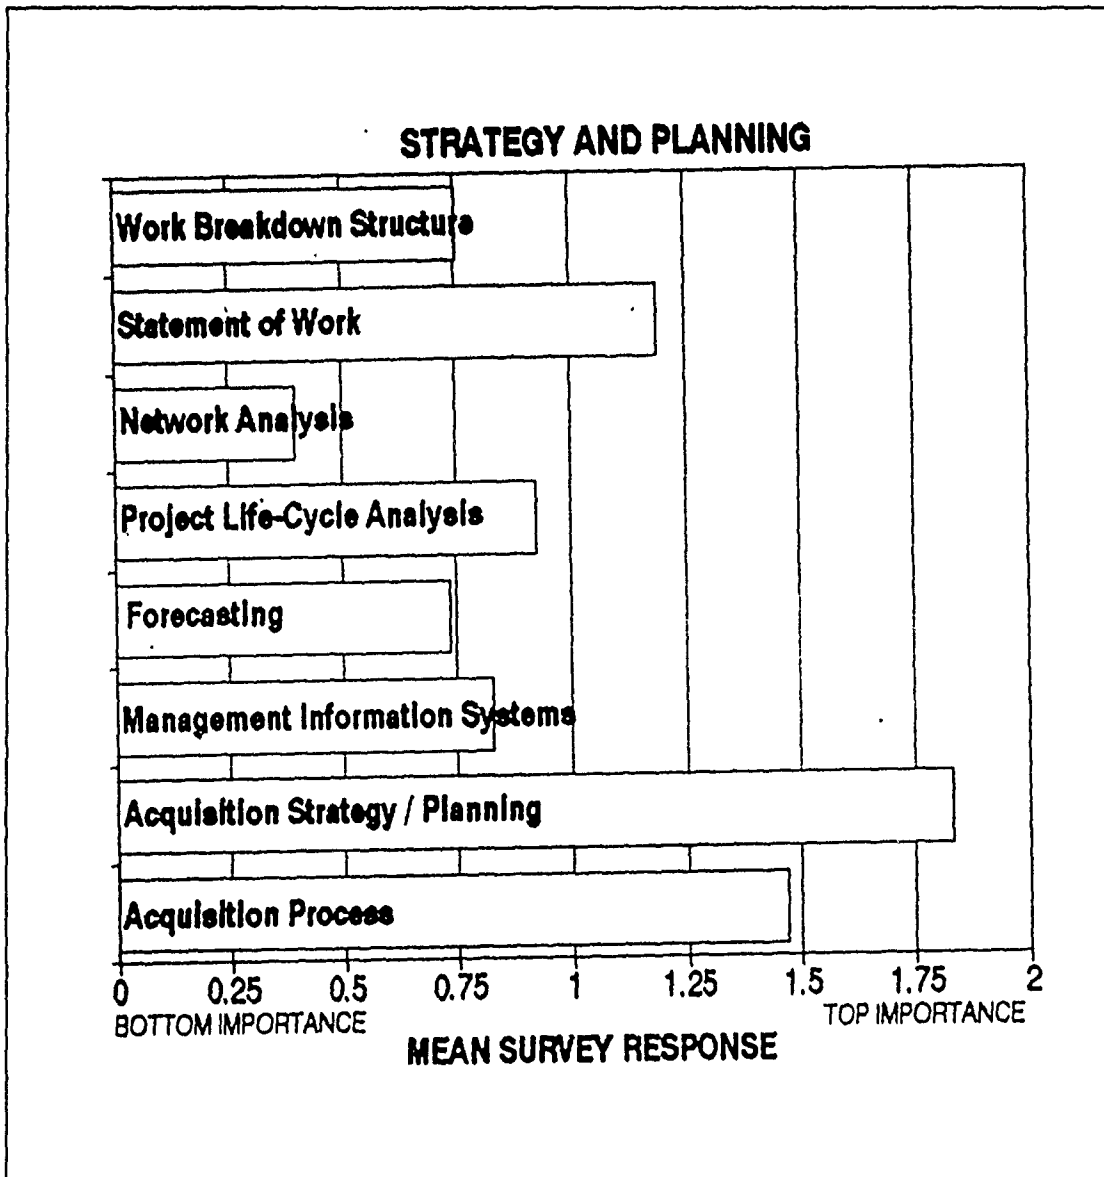 STRATEGY AND PLANNING
Work Breakdown Structure
Statement of Work
Network Analysis
Project Life-Cycle Analysis
Forecasting
Management Information Systems
Acquisition Strategy / Planning
Acquisition Process
0 0.25 0.5 0.75 1 1.25 1.5 1.75 2
BOTTOM IMPORTANCE TOP IMPORTANCE
MEAN SURVEY RESPONSE